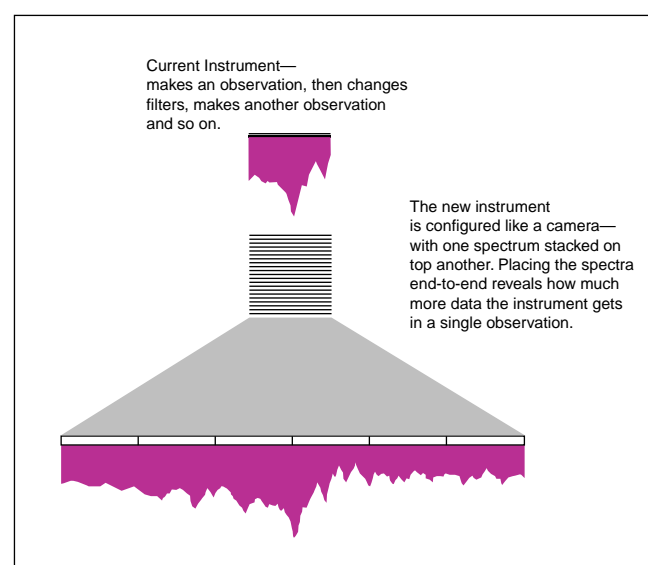 Current Instrument—
makes an observation, then changes
filters, makes another observation
and so on.
The new instrument
is configured like a camera—
with one spectrum stacked on
top another. Placing the spectra
end-to-end reveals how much
more data the instrument gets
in a single observation.